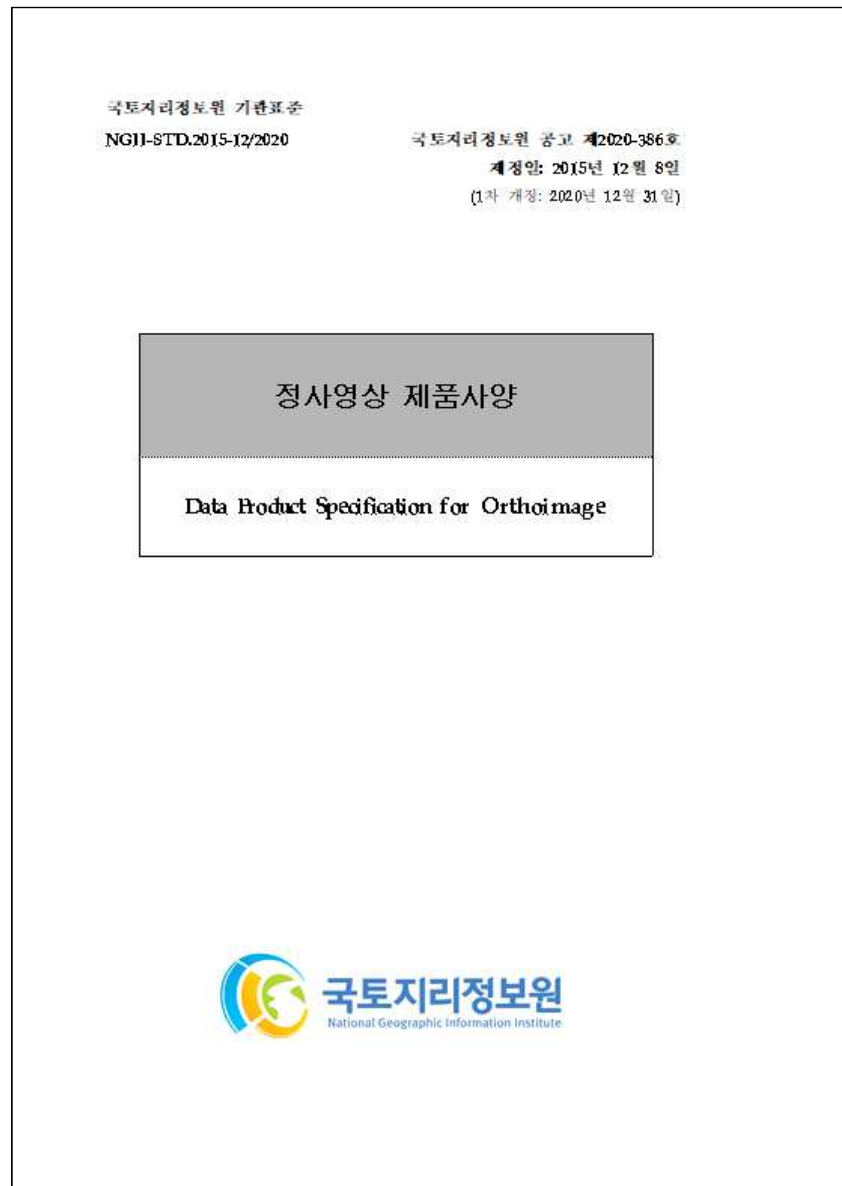 국토지리정보원 기관표준
NGII-STD.2015-12/2020
국토지리정보원 공고 제2020-386호
제정일: 2015년 12월 8일
(1차 개정: 2020년 12월 31일)
정사영상 제품사양
Data Product Specification for Orthoimage
국토지리정보원
National Geographic Information Institute